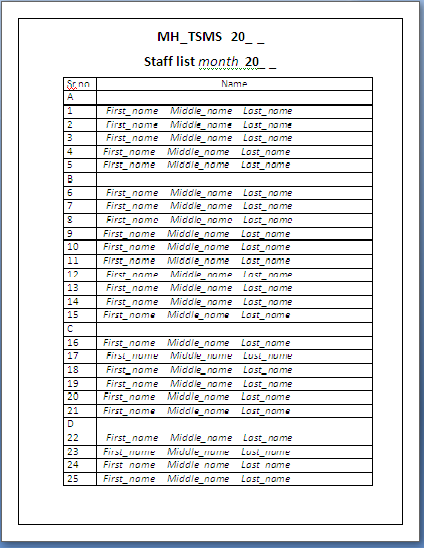 MH_TSMS 20_ _
Staff list month 20_ _
Sr.no Name
A
1 First_name Middle_name Last_name
2 First_name Middle_name Last_name
3 First_name Middle_name Last_name
4 First_name Middle_name Last_name
5 First_name Middle_name Last_name
B
6 First_name Middle_name Last_name
7 First_name Middle_name Last_name
8 First_name Middle_name Last_name
9 First_name Middle_name Last_name
10 First_name Middle_name Last_name
11 First_name Middle_name Last_name
12 First_name Middle_name Last_name
13 First_name Middle_name Last_name
14 First_name Middle_name Last_name
15 First_name Middle_name Last_name
C
16 First_name Middle_name Last_name
17 First_name Middle_name Last_name
18 First_name Middle_name Last_name
19 First_name Middle_name Last_name
20 First_name Middle_name Last_name
21 First_name Middle_name Last_name
D
22 First_name Middle_name Last_name
23 First_name Middle_name Last_name
24 First_name Middle_name Last_name
25 First_name Middle_name Last_name